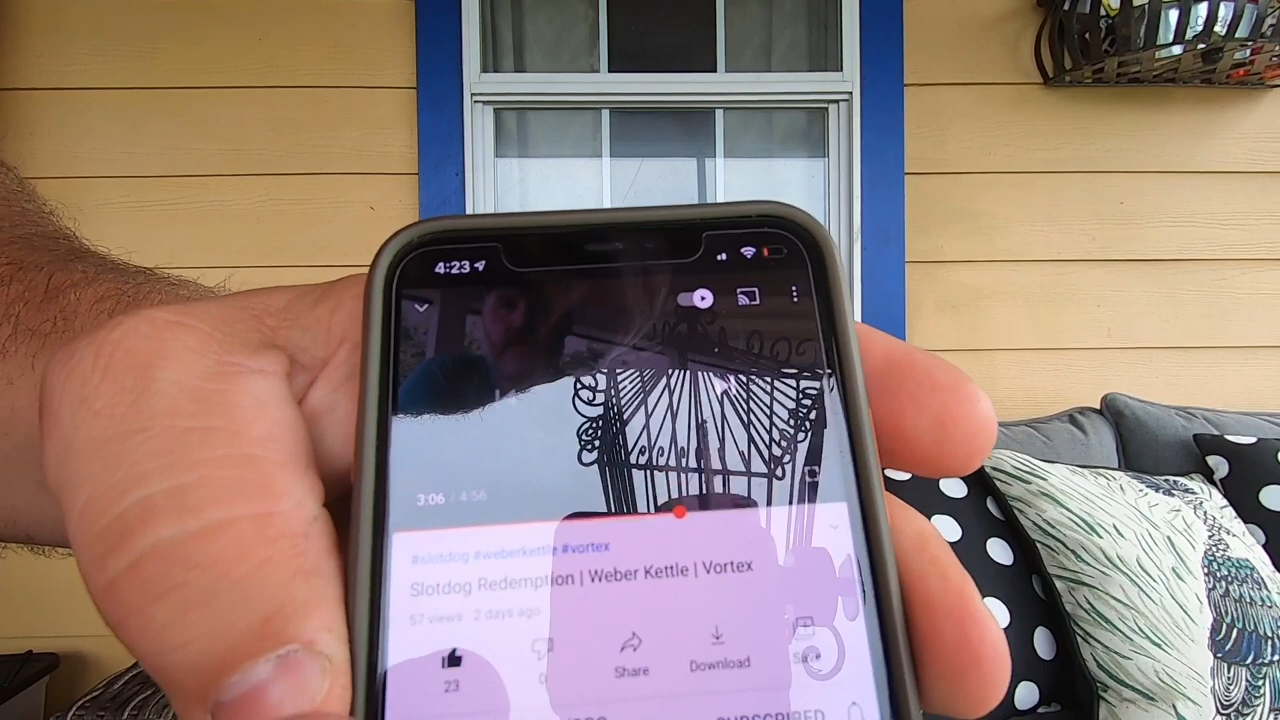 4:23
3:06 / 4:56
#slotdog #weberkettle #vortex
Slotdog Redemption | Weber Kettle | Vortex
57 views · 2 days ago
23
Share
Download
Save
SUBSCRIBED